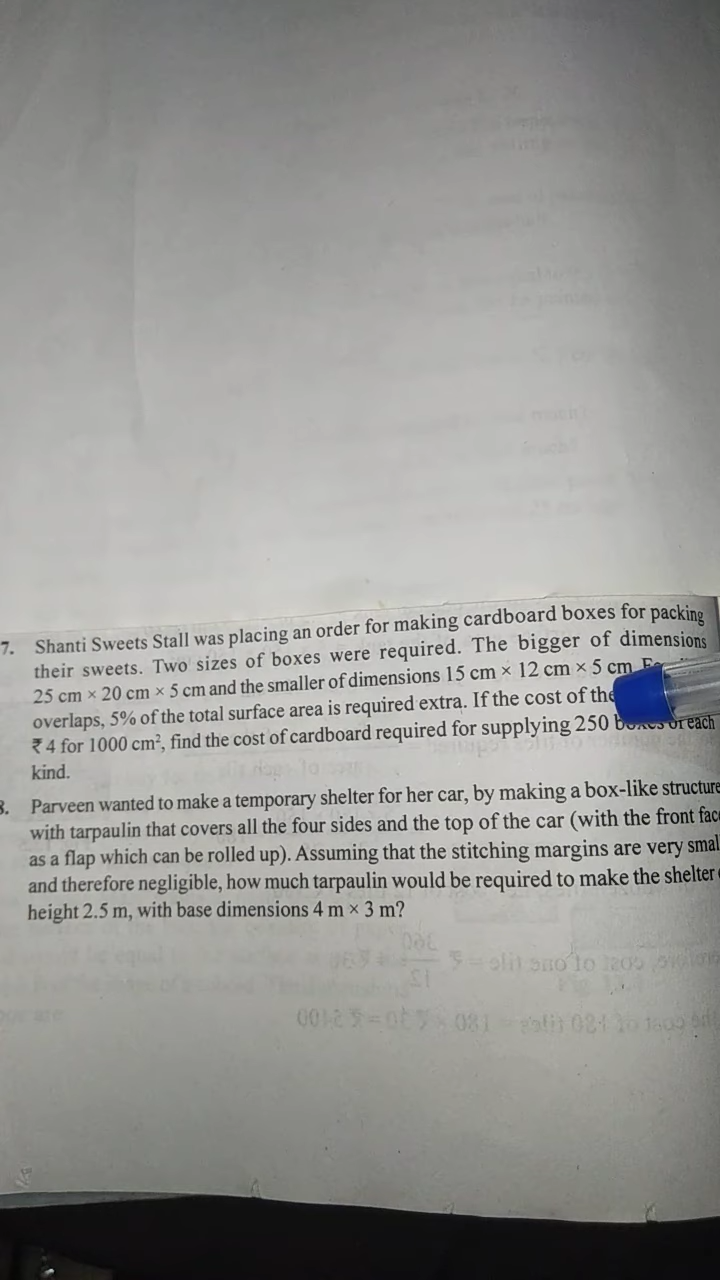 7. Shanti Sweets Stall was placing an order for making cardboard boxes for packing
their sweets. Two sizes of boxes were required. The bigger of dimensions
25 cm × 20 cm × 5 cm and the smaller of dimensions 15 cm × 12 cm × 5 cm
overlaps, 5% of the total surface area is required extra. If the cost of the
₹ 4 for 1000 cm², find the cost of cardboard required for supplying 250 boxes of each
kind.
8. Parveen wanted to make a temporary shelter for her car, by making a box-like structure
with tarpaulin that covers all the four sides and the top of the car (with the front
as a flap which can be rolled up). Assuming that the stitching margins are very
and therefore negligible, how much tarpaulin would be required to make the shelter
height 2.5 m, with base dimensions 4 m × 3 m?